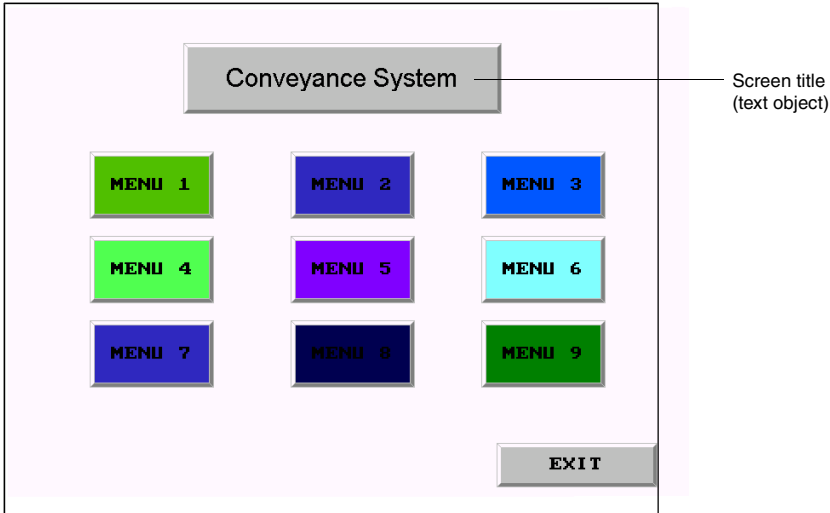 Conveyance System
Screen title
(text object)
MENU 1
MENU 2
MENU 3
MENU 4
MENU 5
MENU 6
MENU 7
MENU 8
MENU 9
EXIT